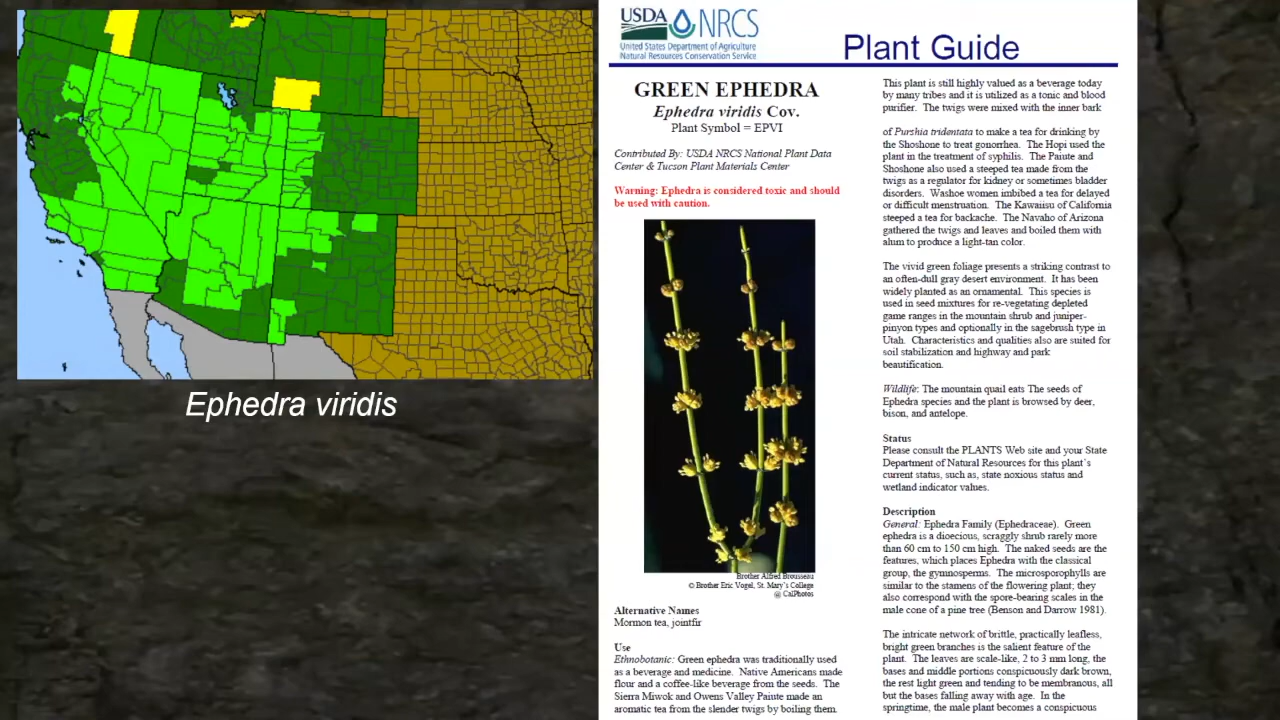 Ephedra viridis
USDA NRCS
United States Department of Agriculture
Natural Resources Conservation Service
Plant Guide
GREEN EPHEDRA
Ephedra viridis Cov.
Plant Symbol = EPVI
Contributed By: USDA NRCS National Plant Data
Center & Tucson Plant Materials Center
Warning: Ephedra is considered toxic and should
be used with caution.
Brother Alfred Brousseau
© Brother Eric Vogel, St. Mary's College
@ CalPhotos
Alternative Names
Mormon tea, jointfir
Use
Ethnobotanic: Green ephedra was traditionally used
as a beverage and medicine. Native Americans made
flour and a coffee-like beverage from the seeds. The
Sierra Miwok and Owens Valley Paiute made an
aromatic tea from the slender twigs by boiling them.
This plant is still highly valued as a beverage today
by many tribes and it is utilized as a tonic and blood
purifier. The twigs were mixed with the inner bark
of Purshia tridentata to make a tea for drinking by
the Shoshone to treat gonorrhea. The Hopi used the
plant in the treatment of syphilis. The Paiute and
Shoshone also used a steeped tea made from the
twigs as a regulator for kidney or sometimes bladder
disorders. Washoe women imbibed a tea for delayed
or difficult menstruation. The Kawaiisu of California
steeped a tea for backache. The Navaho of Arizona
gathered the twigs and leaves and boiled them with
alum to produce a light-tan color.
The vivid green foliage presents a striking contrast to
an often-dull gray desert environment. It has been
widely planted as an ornamental. This species is
used in seed mixtures for re-vegetating depleted
game ranges in the mountain shrub and juniper-
pinyon types and optionally in the sagebrush type in
Utah. Characteristics and qualities also are suited for
soil stabilization and highway and park
beautification.
Wildlife: The mountain quail eats The seeds of
Ephedra species and the plant is browsed by deer,
bison, and antelope.
Status
Please consult the PLANTS Web site and your State
Department of Natural Resources for this plant's
current status, such as, state noxious status and
wetland indicator values.
Description
General: Ephedra Family (Ephedraceae). Green
ephedra is a dioecious, scraggly shrub rarely more
than 60 cm to 150 cm high. The naked seeds are the
features, which places Ephedra with the classical
group, the gymnosperms. The microsporophylls are
similar to the stamens of the flowering plant; they
also correspond with the spore-bearing scales in the
male cone of a pine tree (Benson and Darrow 1981).
The intricate network of brittle, practically leafless,
bright green branches is the salient feature of the
plant. The leaves are scale-like, 2 to 3 mm long, the
bases and middle portions conspicuously dark brown,
the rest light green and tending to be membranous, all
but the bases falling away with age. In the
springtime, the male plant becomes a conspicuous